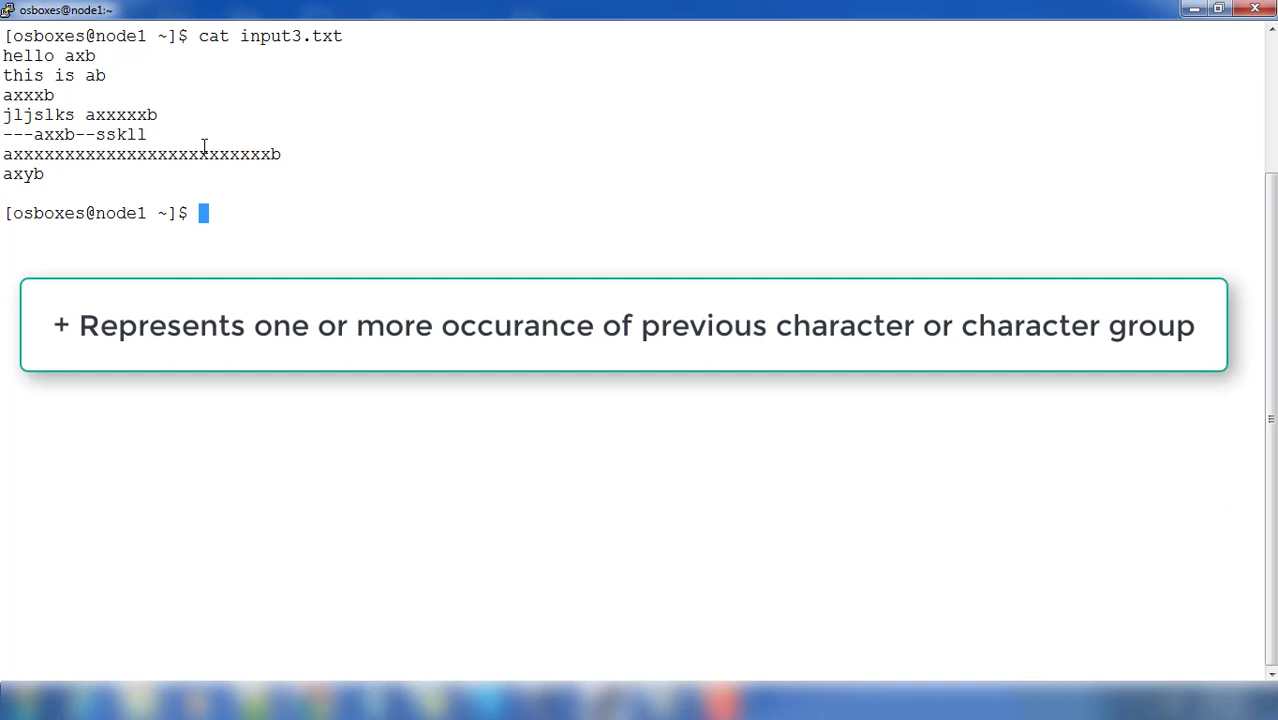 osboxes@node1:~
[osboxes@node1 ~]$ cat input3.txt
hello axb
this is ab
axxxb
jljslks axxxxxb
---axxb--sskll
axxxxxxxxxxxxxxxxxxxxxxxxxb
axyb
[osboxes@node1 ~]$
+ Represents one or more occurance of previous character or character group